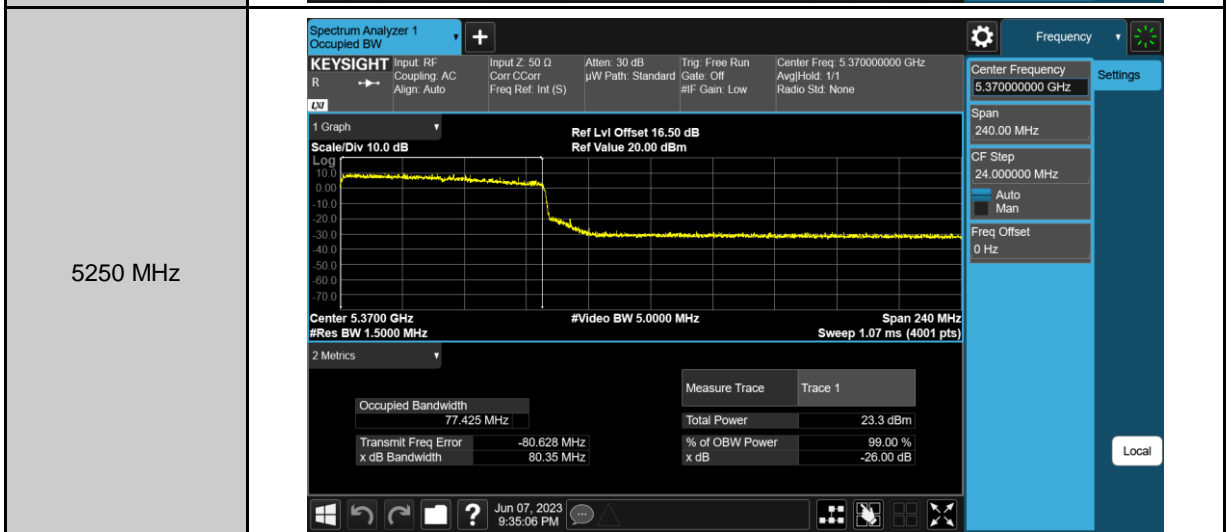 5250 MHz
Spectrum Analyzer 1
Occupied BW
+
Frequency
KEYSIGHT
R
LXI
Input: RF
Coupling: AC
Align: Auto
Input Z: 50 Ω
Corr CCorr
Freq Ref: Int (S)
Atten: 30 dB
µW Path: Standard
Trig: Free Run
Gate: Off
#IF Gain: Low
Center Freq: 5.370000000 GHz
Avg|Hold: 1/1
Radio Std: None
1 Graph
Scale/Div 10.0 dB
Ref Lvl Offset 16.50 dB
Ref Value 20.00 dBm
Log
10.0
0.00
-10.0
-20.0
-30.0
-40.0
-50.0
-60.0
-70.0
Center 5.3700 GHz
#Res BW 1.5000 MHz
#Video BW 5.0000 MHz
Span 240 MHz
Sweep 1.07 ms (4001 pts)
2 Metrics
Measure Trace Trace 1
Occupied Bandwidth
77.425 MHz
Total Power 23.3 dBm
Transmit Freq Error -80.628 MHz
% of OBW Power 99.00 %
x dB Bandwidth 80.35 MHz
x dB -26.00 dB
Center Frequency
5.370000000 GHz
Settings
Span
240.00 MHz
CF Step
24.000000 MHz
Auto
Man
Freq Offset
0 Hz
Local
?
Jun 07, 2023
9:35:06 PM